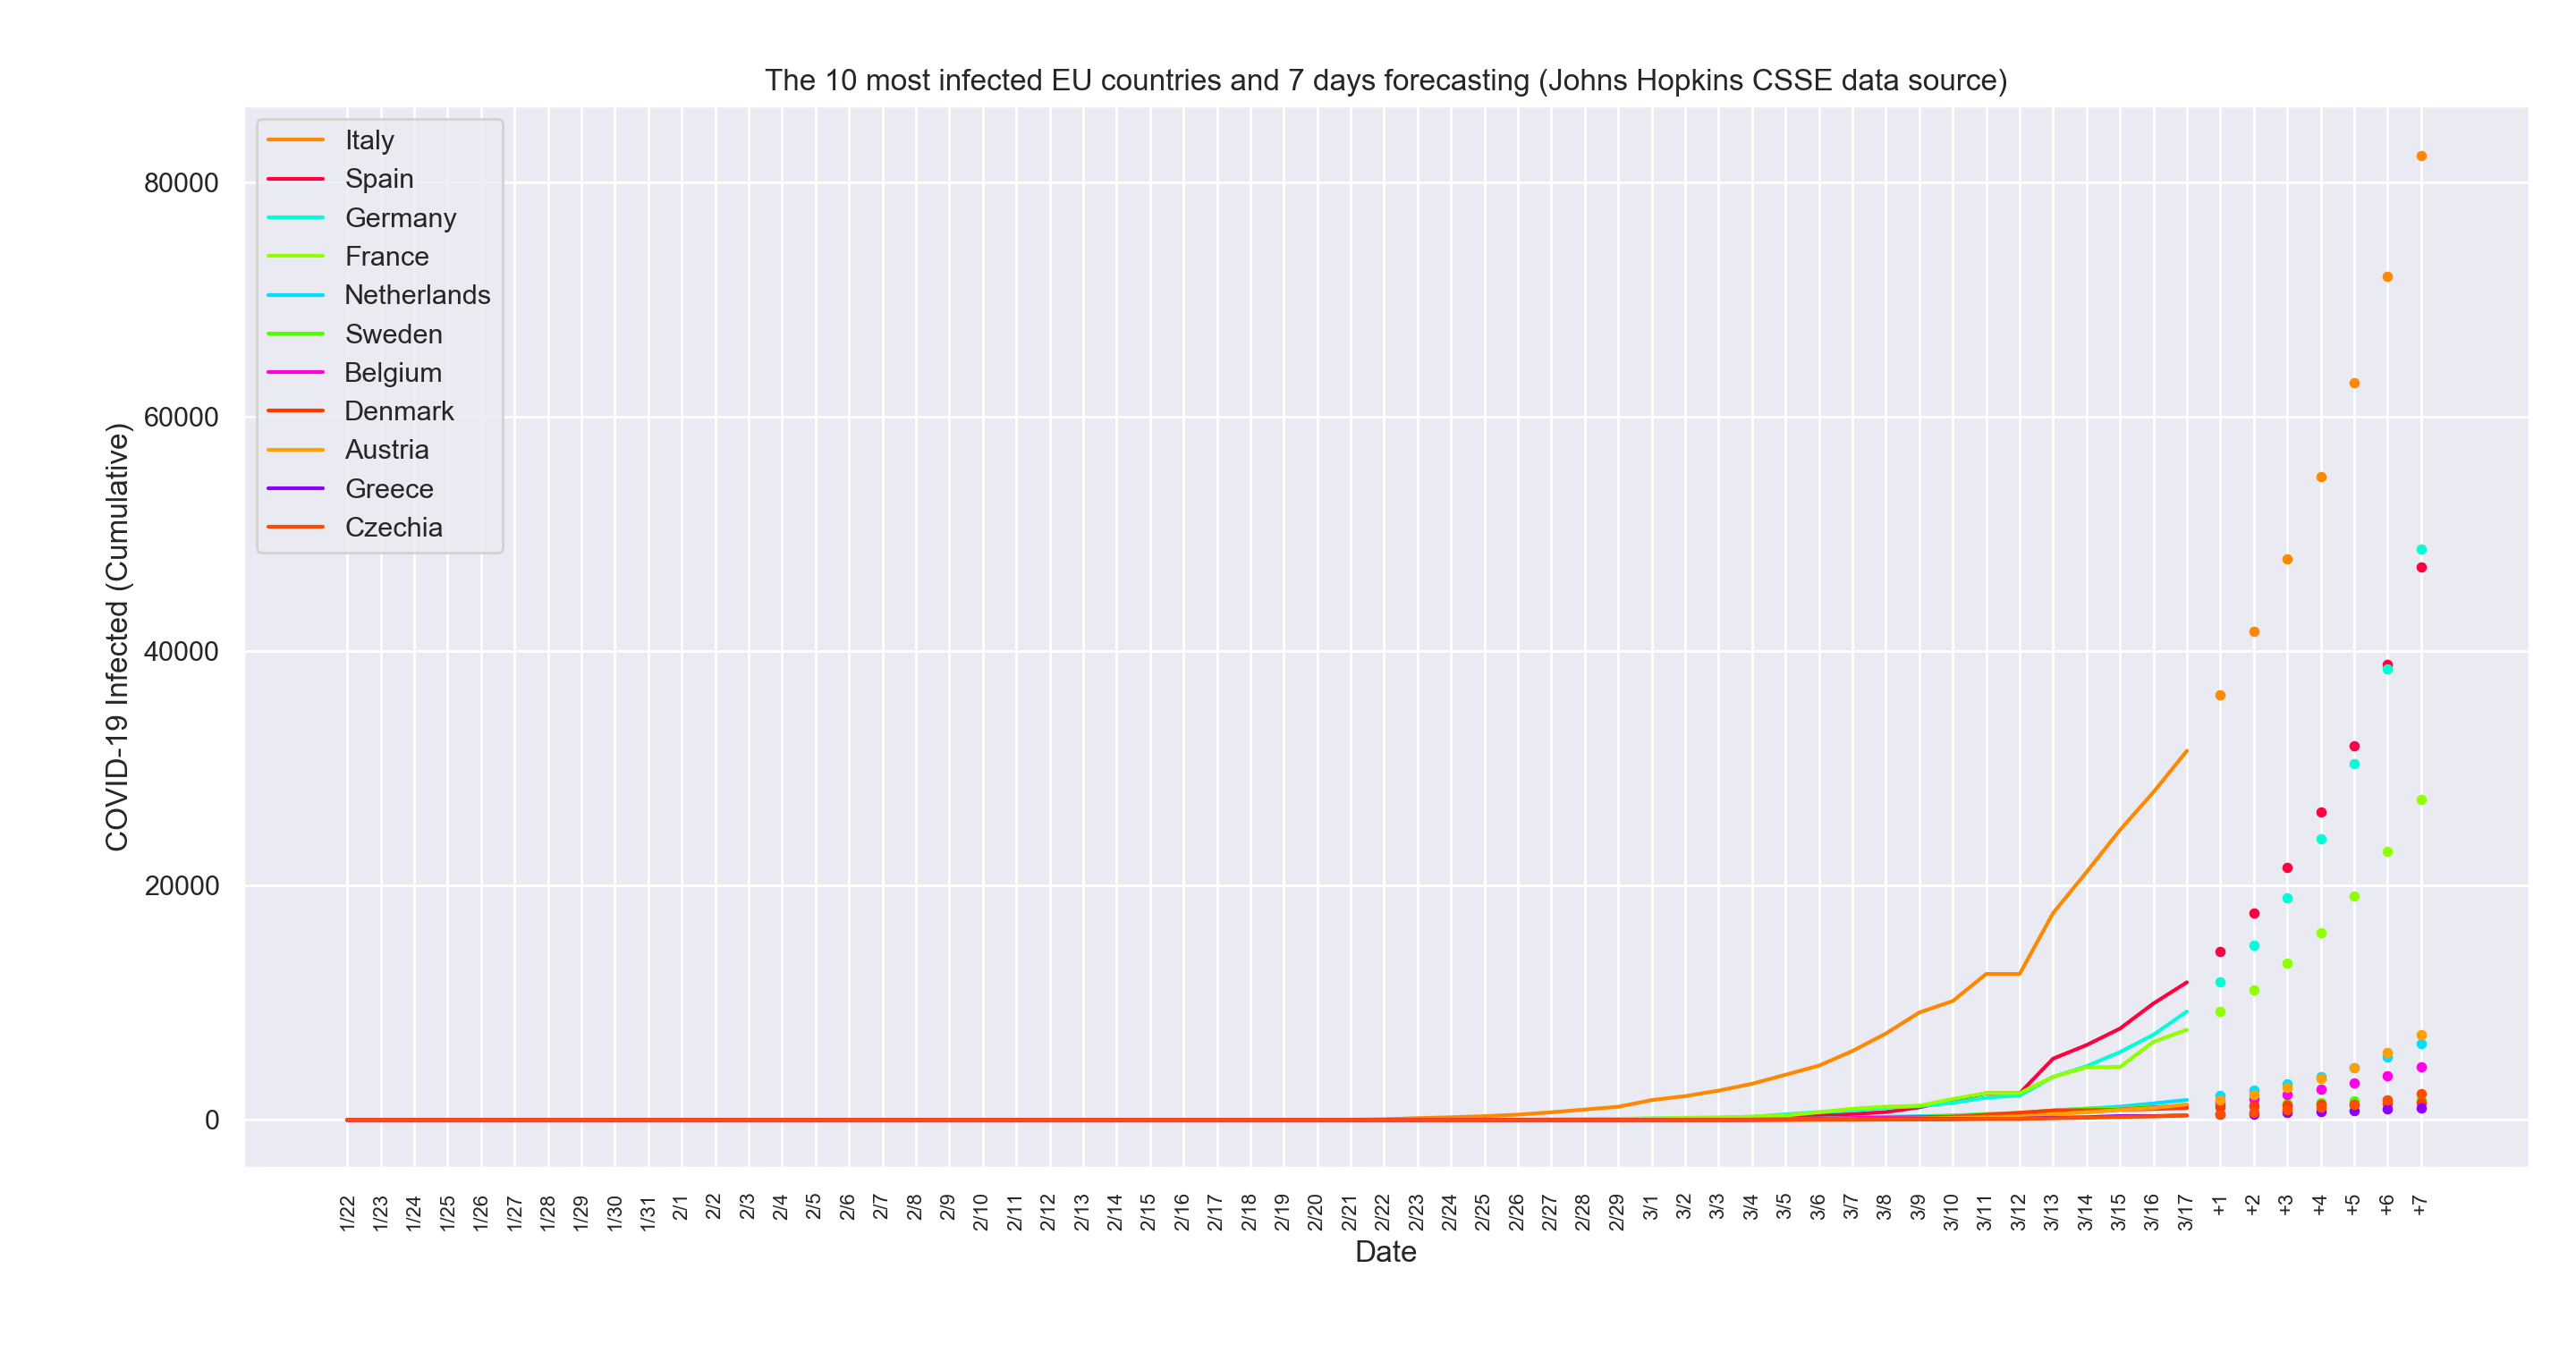 The 10 most infected EU countries and 7 days forecasting (Johns Hopkins CSSE data source)
Italy
Spain
Germany
France
Netherlands
Sweden
Belgium
Denmark
Austria
Greece
Czechia
COVID-19 Infected (Cumulative)
80000
60000
40000
20000
0
1/22 1/23 1/24 1/25 1/26 1/27 1/28 1/29 1/30 1/31 2/1 2/2 2/3 2/4 2/5 2/6 2/7 2/8 2/9 2/10 2/11 2/12 2/13 2/14 2/15 2/16 2/17 2/18 2/19 2/20 2/21 2/22 2/23 2/24 2/25 2/26 2/27 2/28 2/29 3/1 3/2 3/3 3/4 3/5 3/6 3/7 3/8 3/9 3/10 3/11 3/12 3/13 3/14 3/15 3/16 3/17 +1 +2 +3 +4 +5 +6 +7
Date